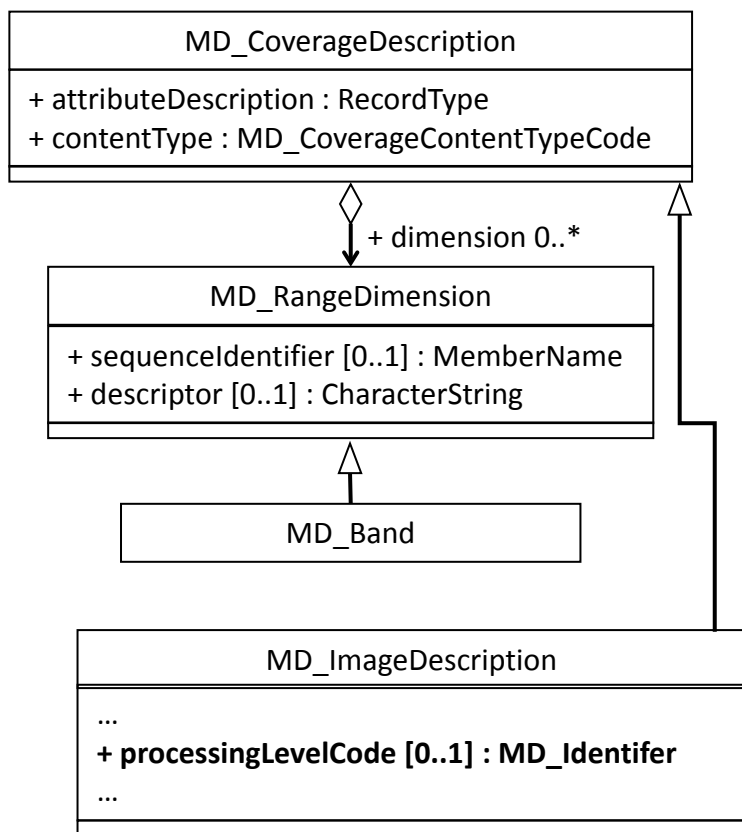 MD_CoverageDescription
+ attributeDescription : RecordType
+ contentType : MD_CoverageContentTypeCode
+ dimension 0..*
MD_RangeDimension
+ sequenceIdentifier [0..1] : MemberName
+ descriptor [0..1] : CharacterString
MD_Band
MD_ImageDescription
...
+ processingLevelCode [0..1] : MD_Identifer
...